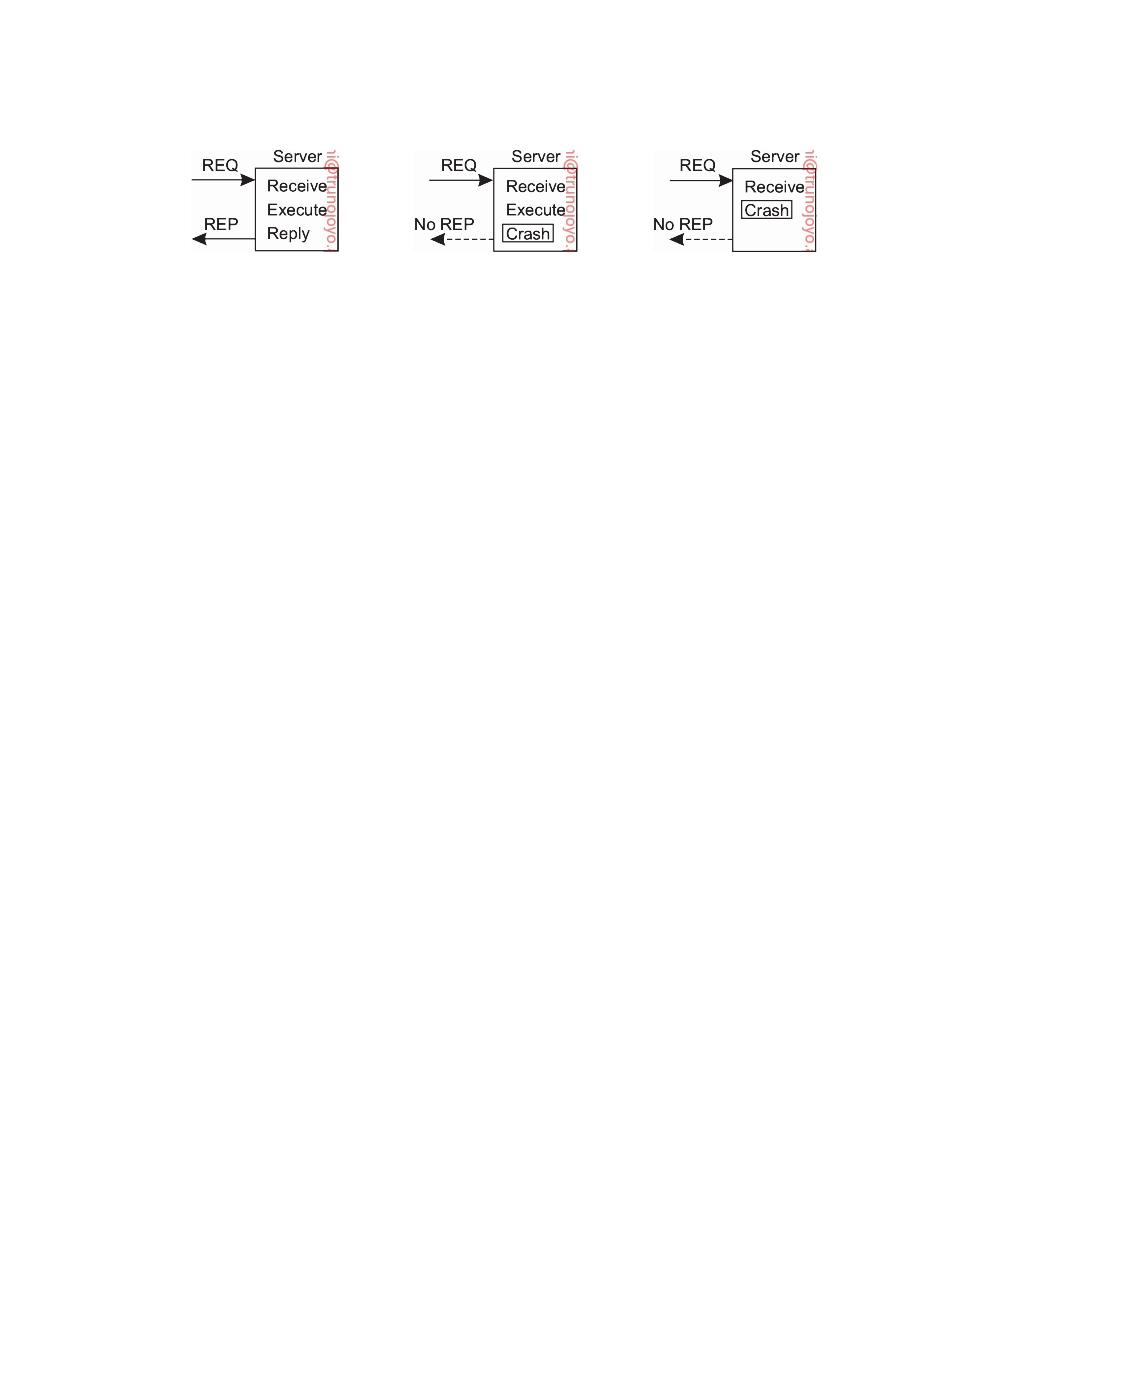 Server
REQ
Receive
Execute
REP
Reply
Server
REQ
Receive
Execute
No REP
Crash
Server
REQ
Receive
Crash
No REP